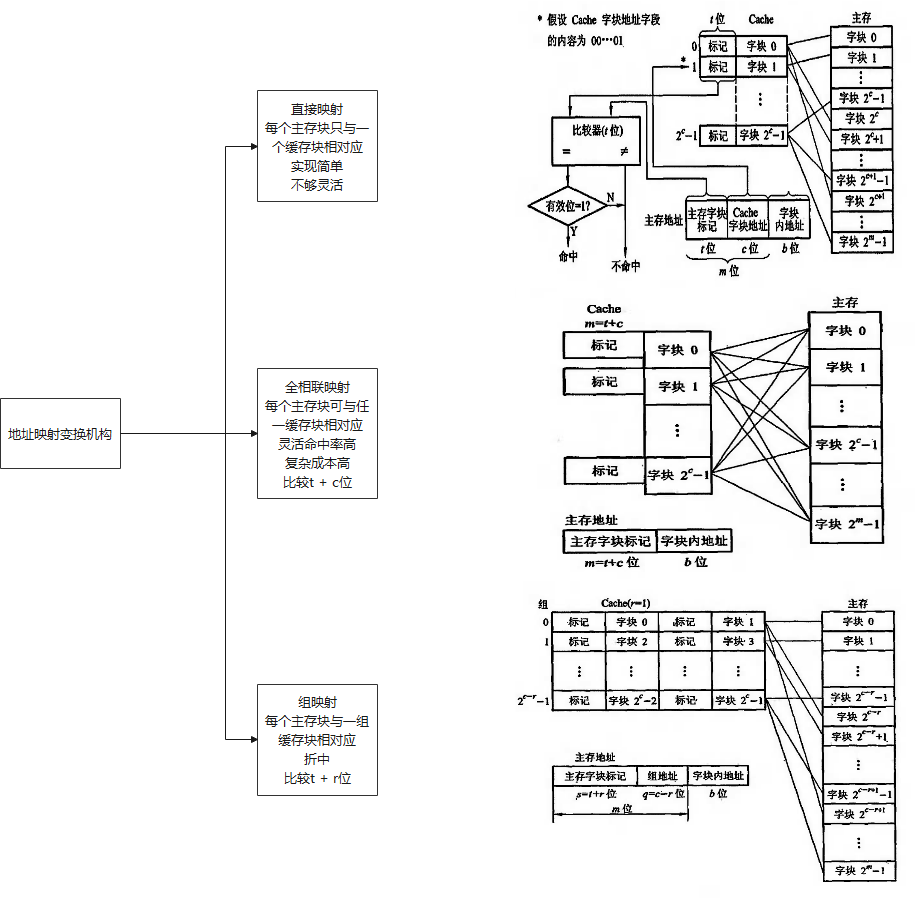 地址映射变换机构
直接映射
每个主存块只与一
个缓存块相对应
实现简单
不够灵活
全相联映射
每个主存块可与任
一缓存块相对应
灵活命中率高
复杂成本高
比较t + c位
组映射
每个主存块与一组
缓存块相对应
折中
比较t + r位
* 假设 Cache 字块地址字段
的内容为 00…01
t位 Cache
主存
0 标记 字块 0
* 1 标记 字块 1
⋮
2^c-1 标记 字块 2^c-1
字块 0
字块 1
⋮
字块 2^c-1
字块 2^c
字块 2^c+1
⋮
字块 2^(c+1)-1
字块 2^(c+1)
⋮
字块 2^m-1
比较器(t 位)
= ≠
有效位=1?
N
Y
命中
不命中
主存地址
主存字块标记
Cache字块地址
字块内地址
t位 c位 b位
m 位
Cache
m=t+c
主存
标记 字块 0
标记 字块 1
⋮
标记 字块 2^c-1
字块 0
字块 1
⋮
字块 2^c-1
⋮
字块 2^m-1
主存地址
主存字块标记 字块内地址
m=t+c 位 b 位
组 Cache(r=1)
主存
0 标记 字块 0 标记 字块 1
1 标记 字块 2 标记 字块 3
⋮ ⋮ ⋮ ⋮
2^(c-r)-1 标记 字块 2^c-2 标记 字块 2^c-1
字块 0
字块 1
⋮
字块 2^(c-r)-1
字块 2^(c-r)
字块 2^(c-r)+1
⋮
字块 2^(c-r+1)-1
字块 2^(c-r+1)
⋮
字块 2^m-1
主存地址
主存字块标记 组地址 字块内地址
s=t+r 位 q=c-r 位 b 位
m 位